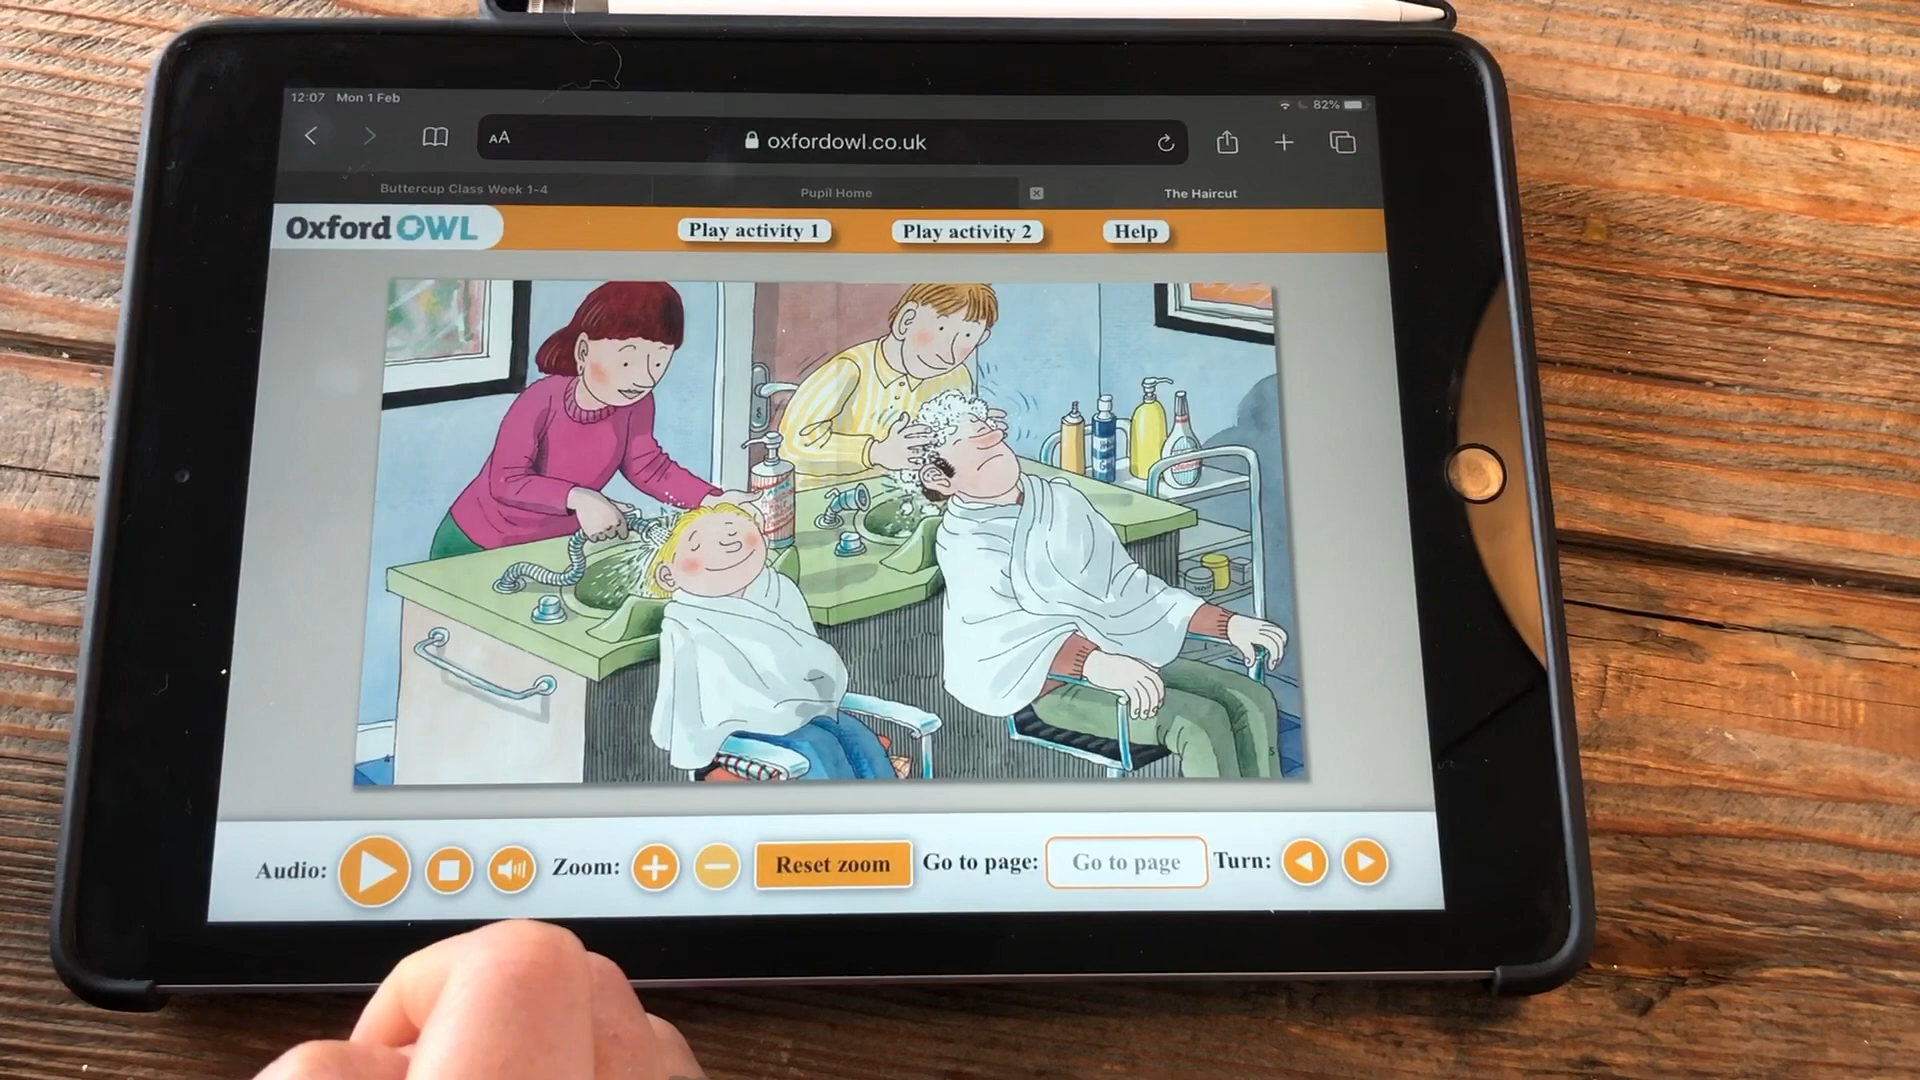 12:07 Mon 1 Feb
82%
AA
oxfordowl.co.uk
Buttercup Class Week 1-4
Pupil Home
The Haircut
Oxford OWL
Play activity 1
Play activity 2
Help
4
5
Audio:
Zoom:
Reset zoom
Go to page:
Go to page
Turn: